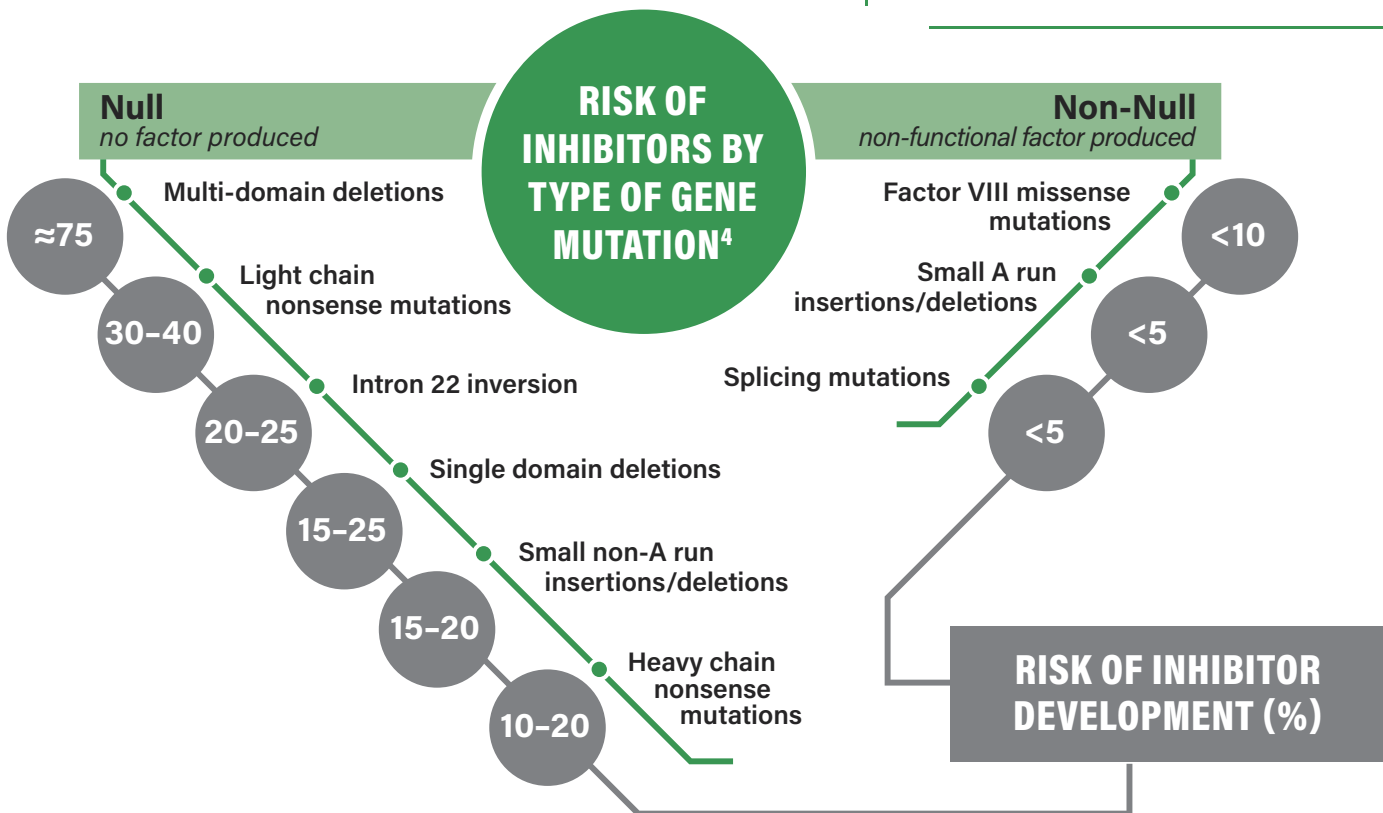 RISK OF
INHIBITORS BY
TYPE OF GENE
MUTATION⁴
Null
no factor produced
Multi-domain deletions
≈75
Light chain
nonsense mutations
30–40
Intron 22 inversion
20–25
Single domain deletions
15–25
Small non-A run
insertions/deletions
15–20
Heavy chain
nonsense
mutations
10–20
Non-Null
non-functional factor produced
Factor VIII missense
mutations
<10
Small A run
insertions/deletions
<5
Splicing mutations
<5
RISK OF INHIBITOR
DEVELOPMENT (%)